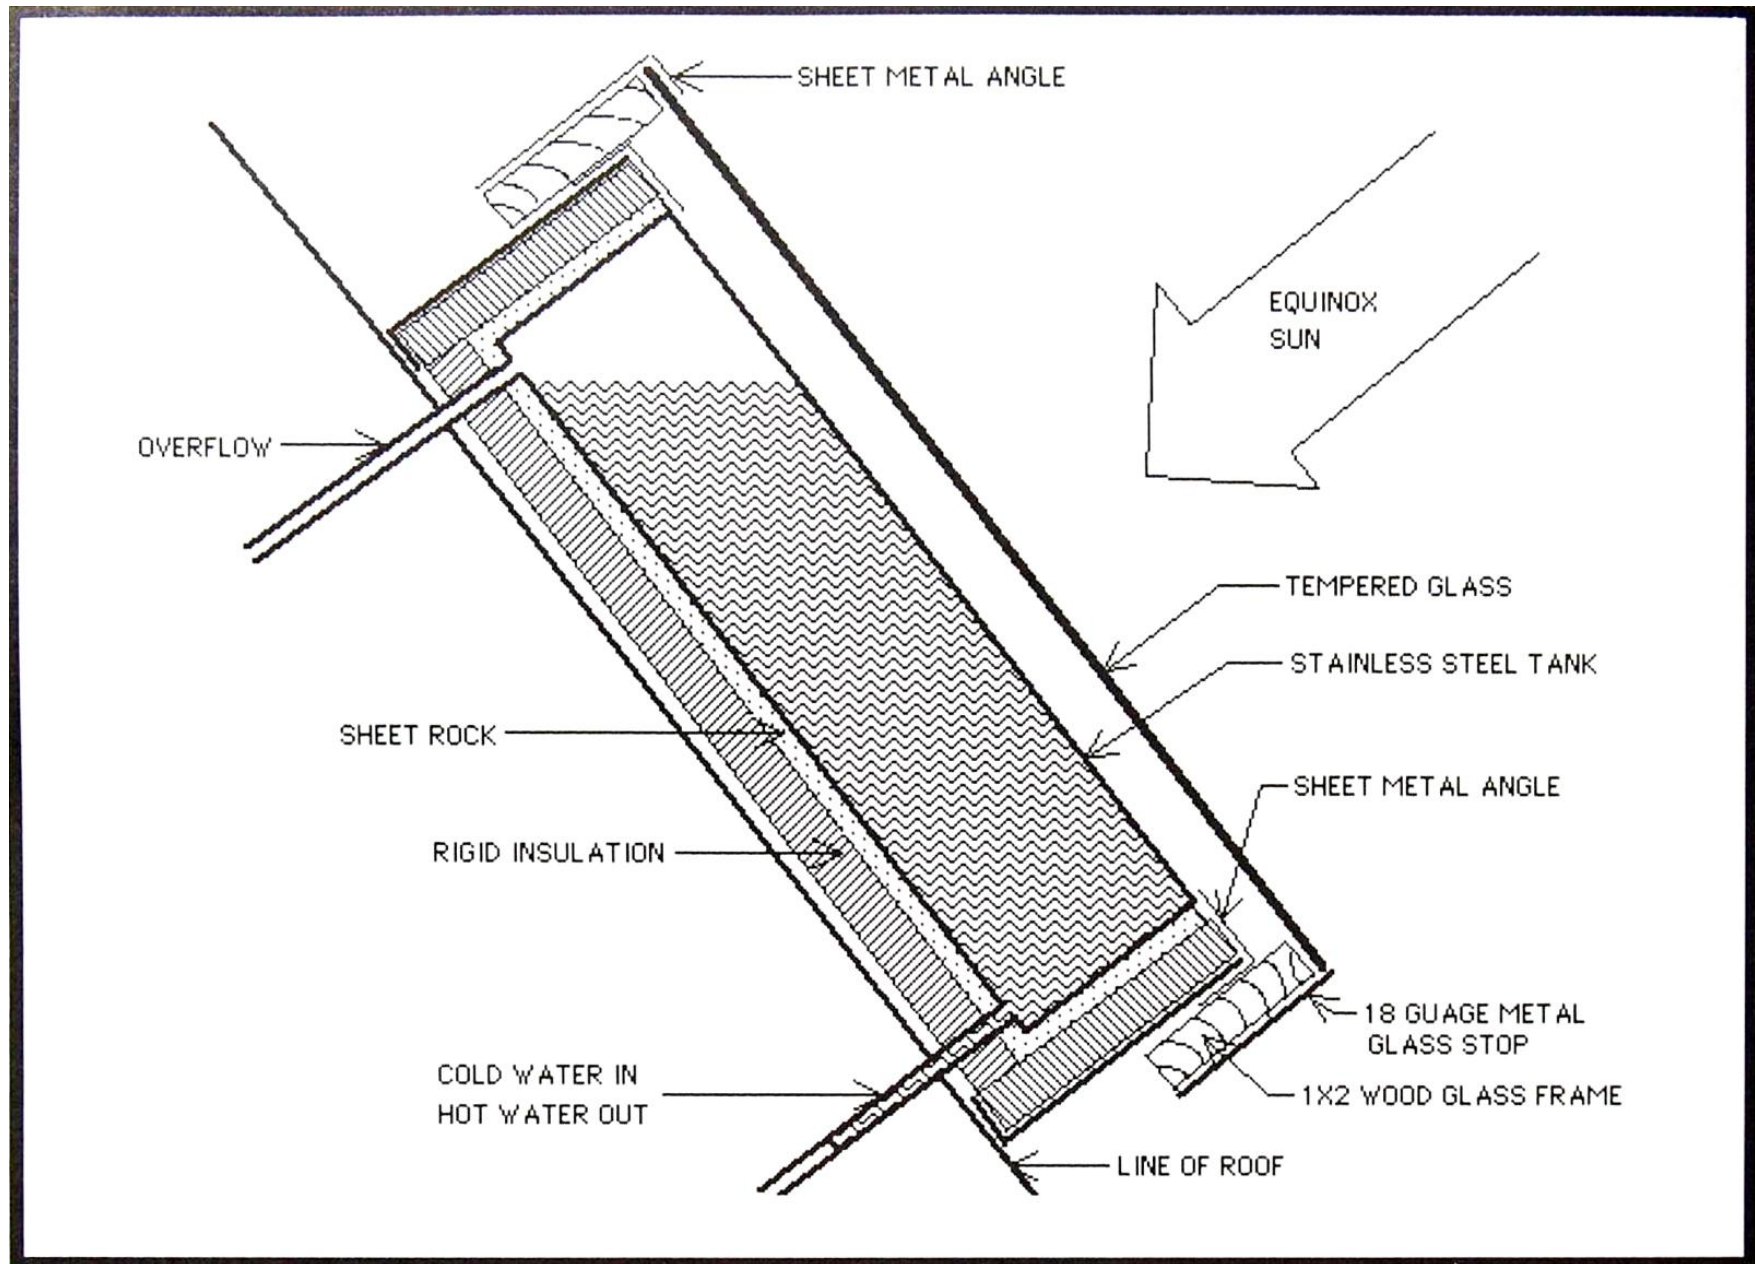 SHEET METAL ANGLE
EQUINOX
SUN
OVERFLOW
TEMPERED GLASS
STAINLESS STEEL TANK
SHEET ROCK
SHEET METAL ANGLE
RIGID INSULATION
18 GUAGE METAL
GLASS STOP
COLD WATER IN
HOT WATER OUT
1X2 WOOD GLASS FRAME
LINE OF ROOF